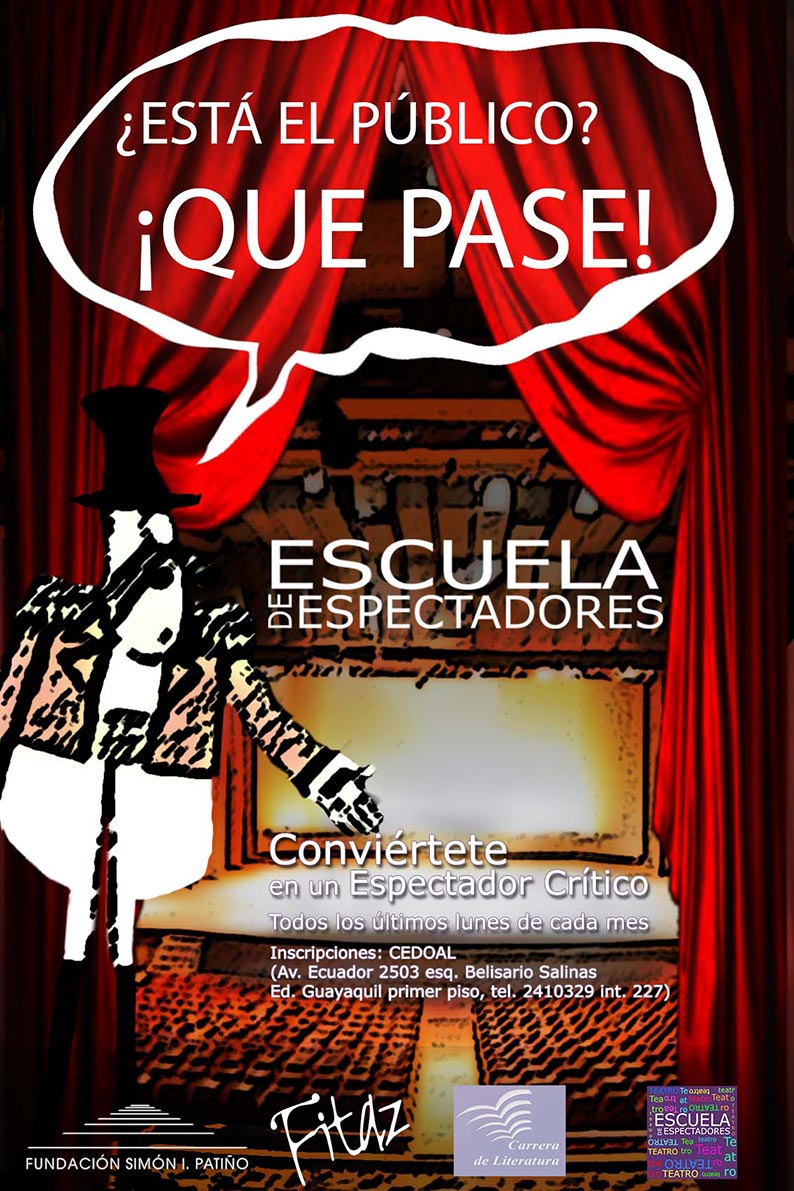 ¿ESTÁ EL PÚBLICO?
¡QUE PASE!
ESCUELA
DE ESPECTADORES
Conviértete
en un Espectador Crítico
Todos los últimos lunes de cada mes
Inscripciones: CEDOAL
(Av. Ecuador 2503 esq. Belisario Salinas
Ed. Guayaquil primer piso, tel. 2410329 int. 227)
FUNDACIÓN SIMÓN I. PATIÑO
Fitaz
Carrera
de Literatura
ESCUELA
DE ESPECTADORES